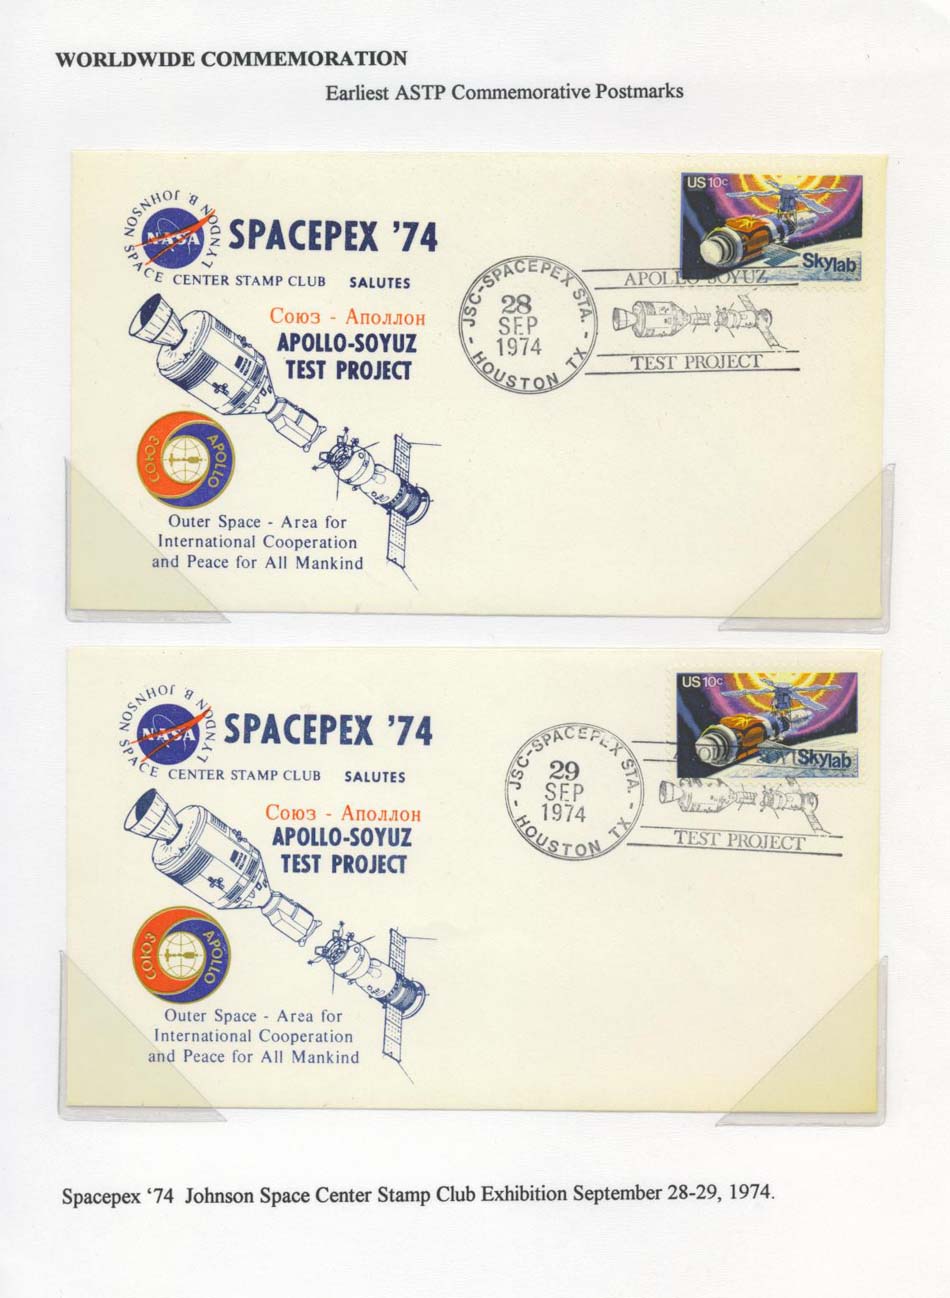 WORLDWIDE COMMEMORATION
Earliest ASTP Commemorative Postmarks
LYNDON B. JOHNSON SPACE
NASA
SPACEPEX '74
CENTER STAMP CLUB SALUTES
Союз - Аполлон
APOLLO-SOYUZ
TEST PROJECT
СОЮЗ
APOLLO
Outer Space - Area for
International Cooperation
and Peace for All Mankind
JSC-SPACEPEX STA.
28
SEP
1974
HOUSTON TX
US 10c
Skylab
APOLLO SOYUZ
TEST PROJECT
LYNDON B. JOHNSON SPACE
NASA
SPACEPEX '74
CENTER STAMP CLUB SALUTES
Союз - Аполлон
APOLLO-SOYUZ
TEST PROJECT
СОЮЗ
APOLLO
Outer Space - Area for
International Cooperation
and Peace for All Mankind
JSC-SPACEPEX STA.
29
SEP
1974
HOUSTON TX
US 10c
Skylab
TEST PROJECT
Spacepex ‘74 Johnson Space Center Stamp Club Exhibition September 28-29, 1974.